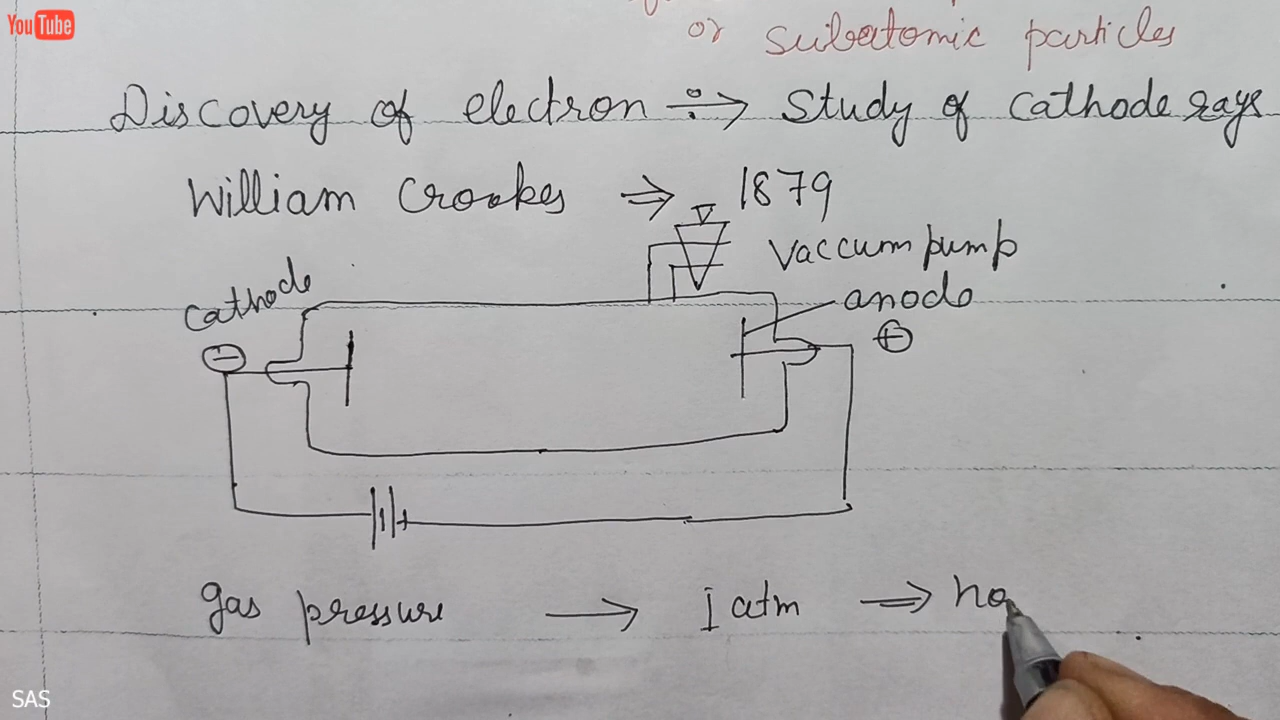 YouTube
or subatomic particles
Discovery of electron ÷→ Study of Cathode rays
William Crookes ⇒ 1879
Vaccum pump
Cathode
anode
−
+
gas pressure → 1 atm ⇒ no
SAS